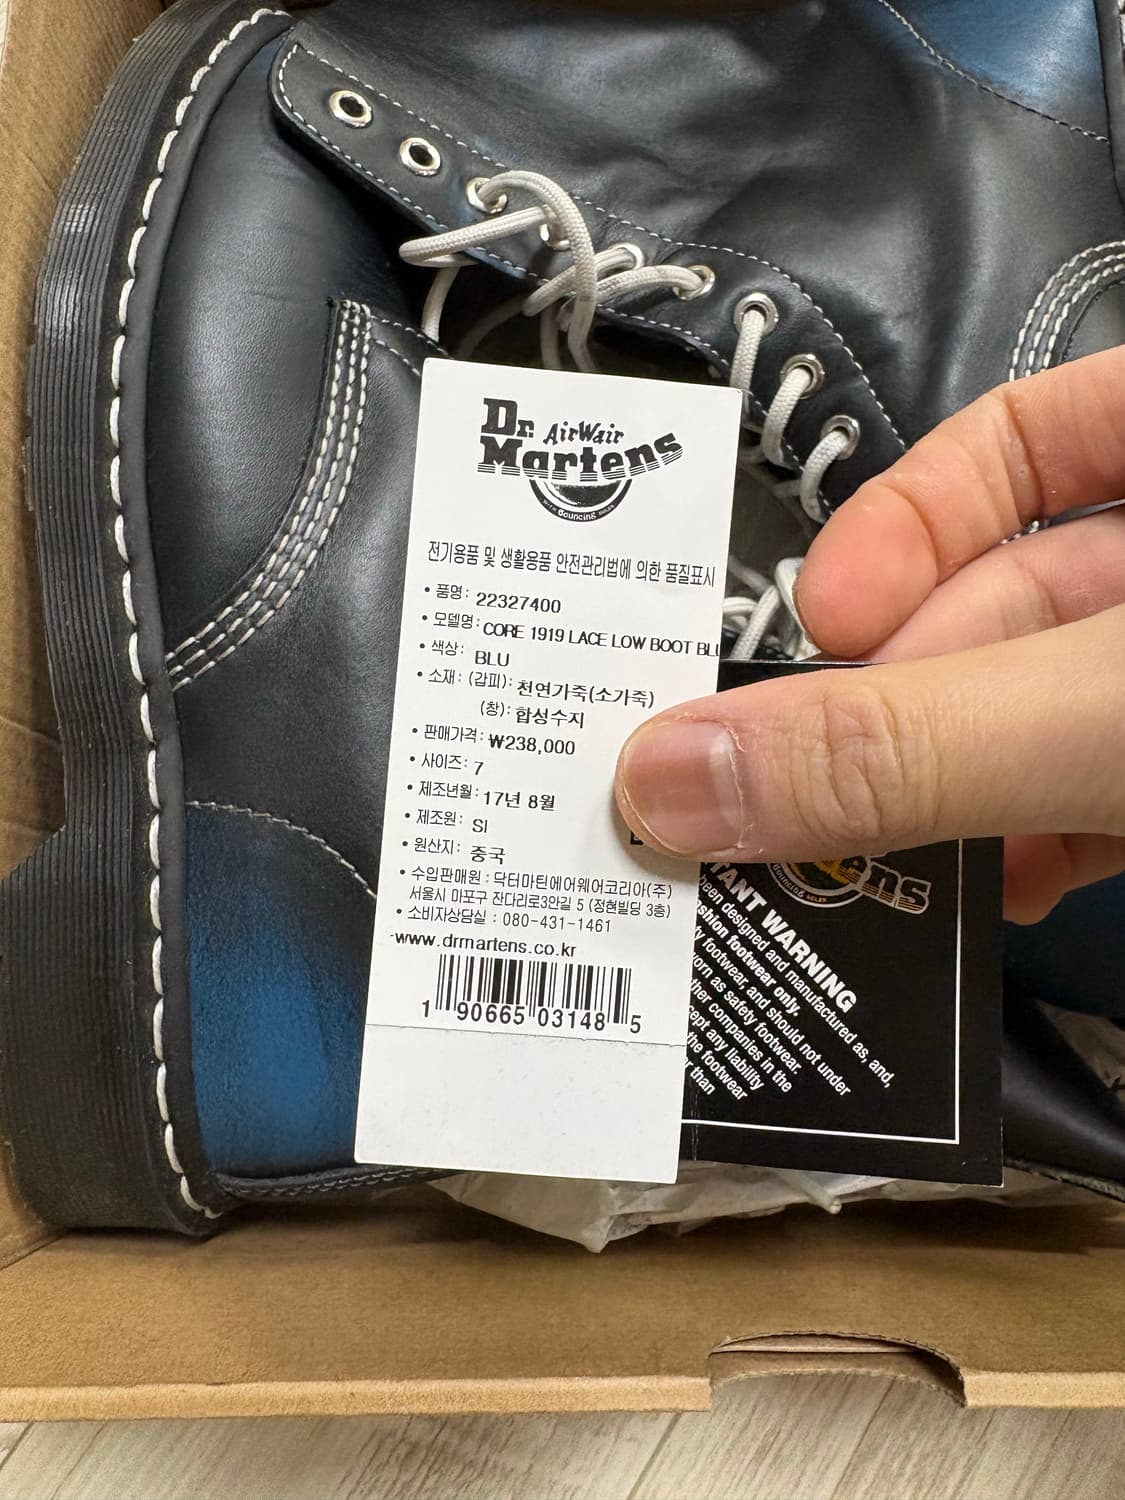 Dr. AirWair
Martens
WITH Bouncing SOLES
전기용품 및 생활용품 안전관리법에 의한 품질표시
• 품명: 22327400
• 모델명: CORE 1919 LACE LOW BOOT BLU
• 색상: BLU
• 소재: (갑피): 천연가죽(소가죽)
(창): 합성수지
• 판매가격: ₩238,000
• 사이즈: 7
• 제조년월: 17년 8월
• 제조원: SI
• 원산지: 중국
• 수입판매원 : 닥터마틴에어웨어코리아(주)
서울시 마포구 잔다리로3안길 5 (정현빌딩 3층)
• 소비자상담실 : 080-431-1461
-www.drmartens.co.kr
1 90665 03148 5
ens
Bouncing SOLES
TANT WARNING
been designed and manufactured as, and,
shion footwear only.
ty footwear, and should not under
worn as safety footwear.
ther companies in the
cept any liability
the footwear
r than